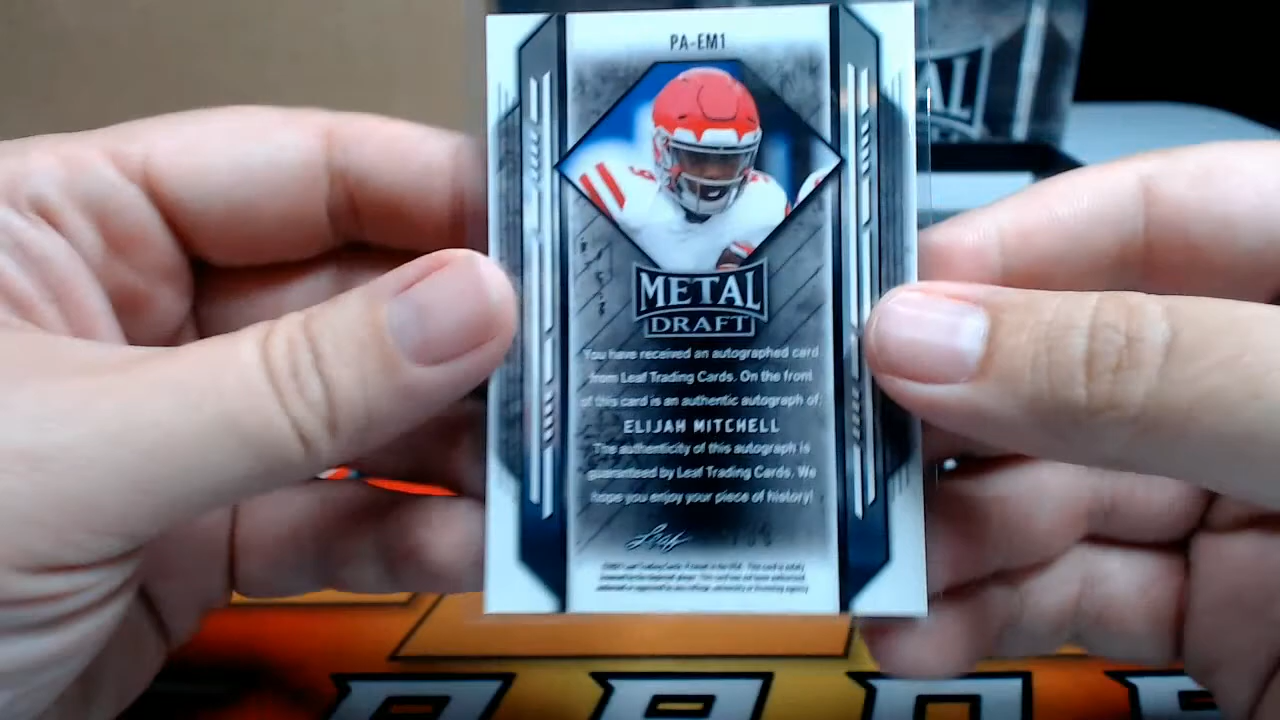 PA-EM1
METAL
DRAFT
You have received an autographed card
from Leaf Trading Cards. On the front
of this card is an authentic autograph of:
ELIJAH MITCHELL
The authenticity of this autograph is
guaranteed by Leaf Trading Cards. We
hope you enjoy your piece of history!
Leaf